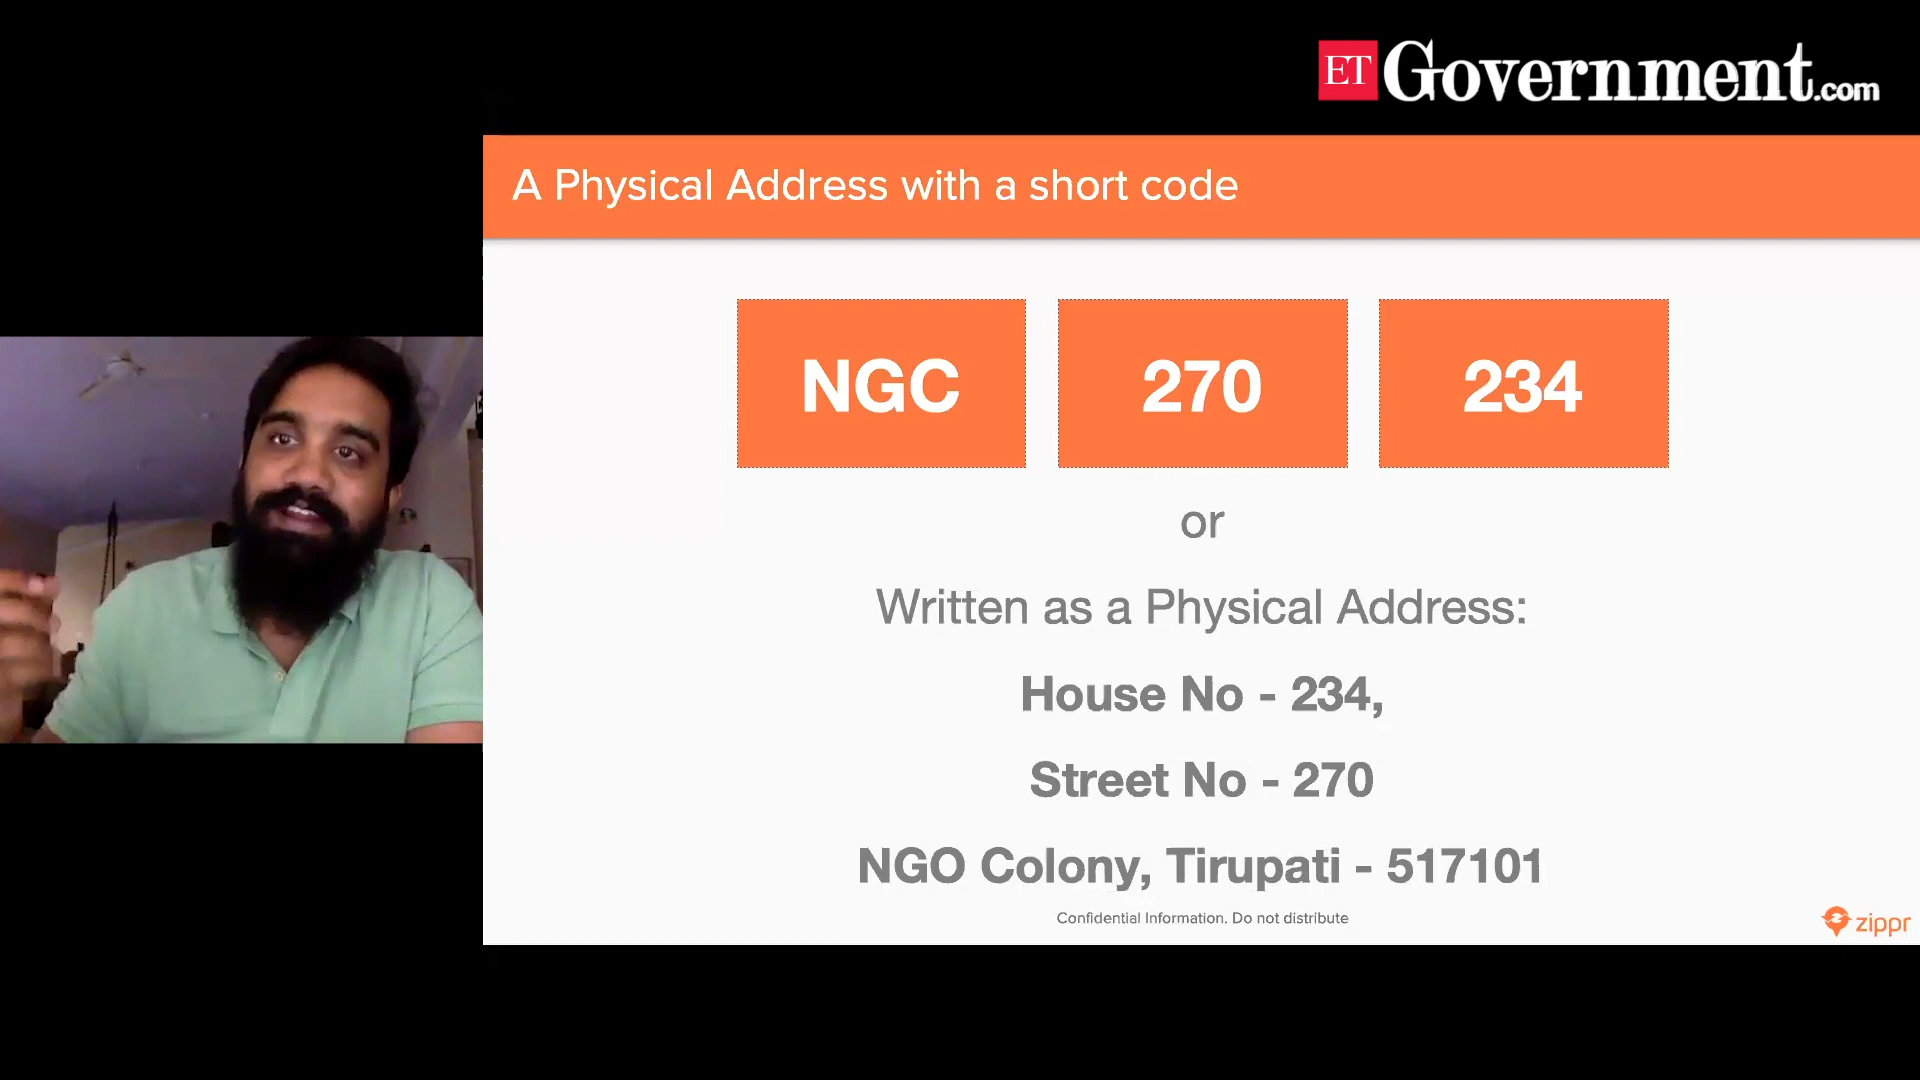 ET Government.com
A Physical Address with a short code
NGC 270 234
or
Written as a Physical Address:
House No - 234,
Street No - 270
NGO Colony, Tirupati - 517101
Confidential Information. Do not distribute
zippr